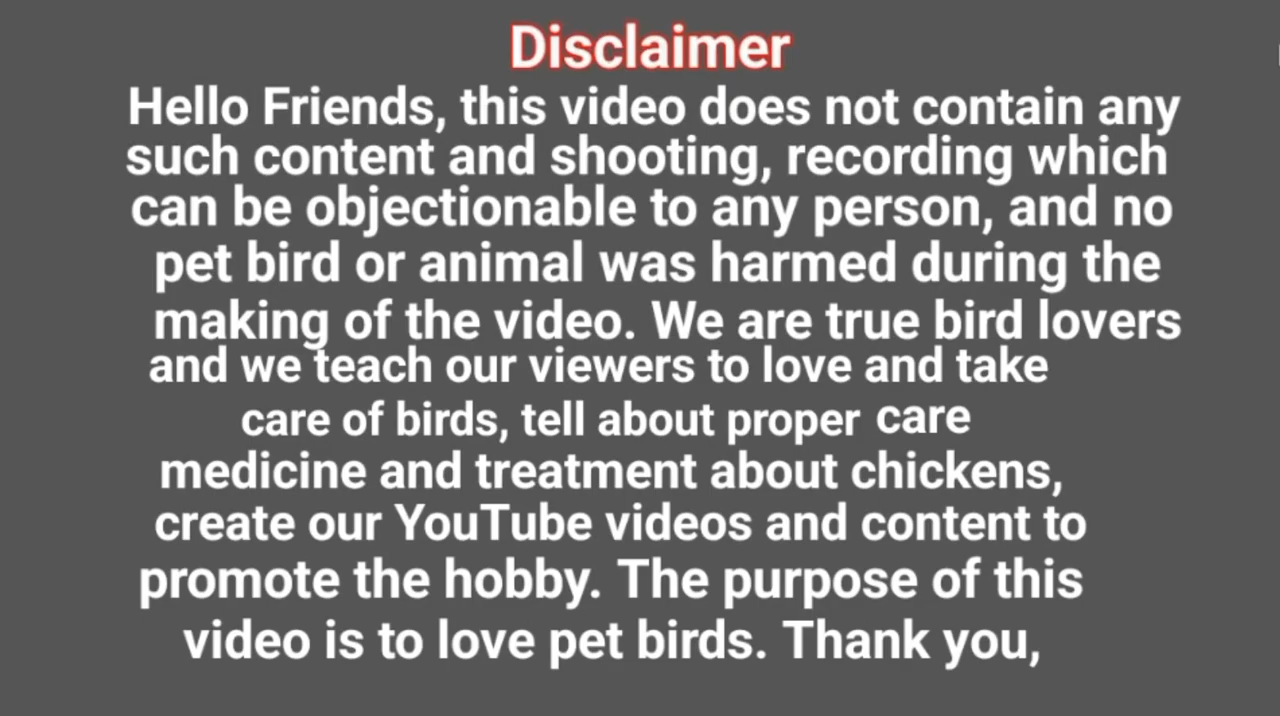 Disclaimer
Hello Friends, this video does not contain any
such content and shooting, recording which
can be objectionable to any person, and no
pet bird or animal was harmed during the
making of the video. We are true bird lovers
and we teach our viewers to love and take
care of birds, tell about proper care
medicine and treatment about chickens,
create our YouTube videos and content to
promote the hobby. The purpose of this
video is to love pet birds. Thank you,